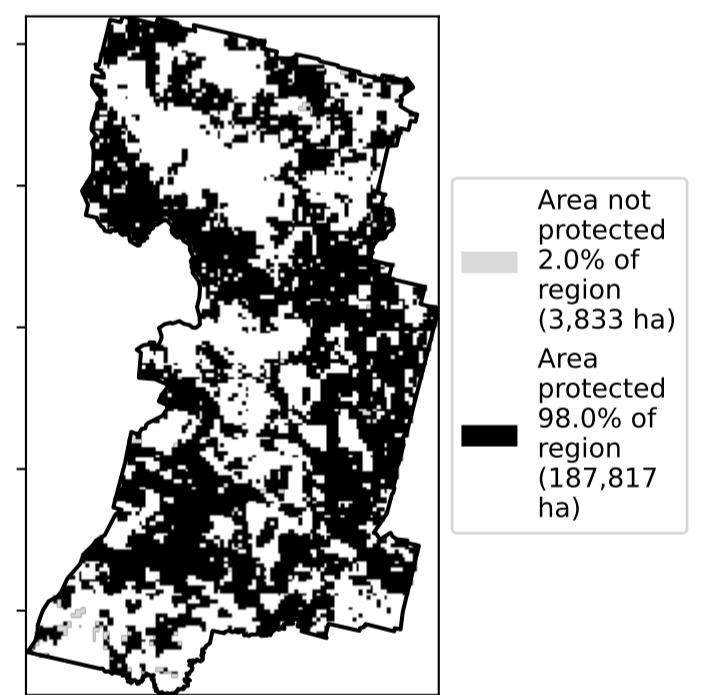 Area not
protected
2.0% of
region
(3,833 ha)
Area
protected
98.0% of
region
(187,817
ha)